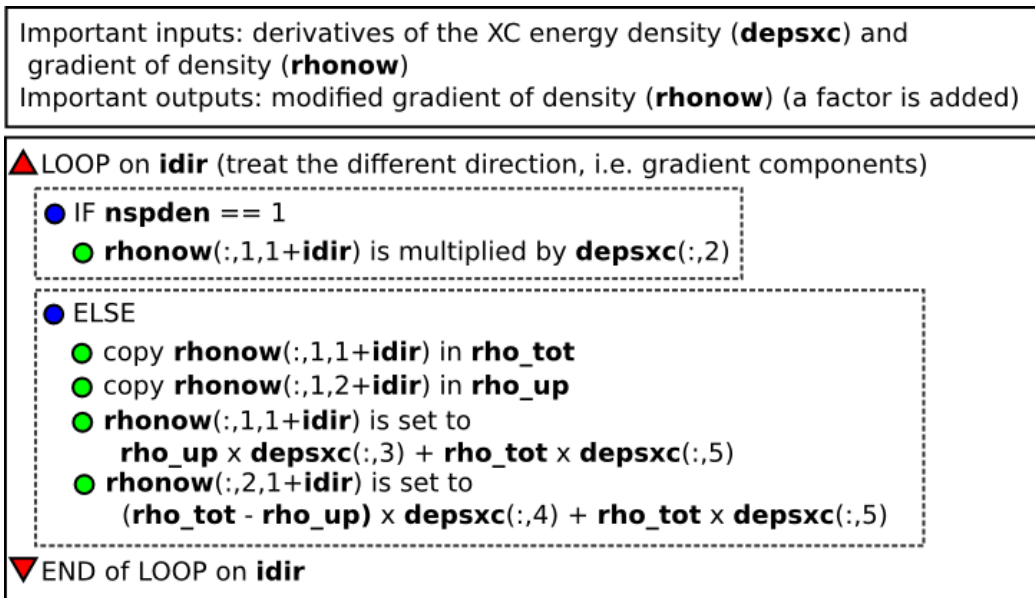 Important inputs: derivatives of the XC energy density (depsxc) and
gradient of density (rhonow)
Important outputs: modified gradient of density (rhonow) (a factor is added)
LOOP on idir (treat the different direction, i.e. gradient components)
IF nspden == 1
rhonow(:,1,1+idir) is multiplied by depsxc(:,2)
ELSE
copy rhonow(:,1,1+idir) in rho_tot
copy rhonow(:,1,2+idir) in rho_up
rhonow(:,1,1+idir) is set to
rho_up x depsxc(:,3) + rho_tot x depsxc(:,5)
rhonow(:,2,1+idir) is set to
(rho_tot - rho_up) x depsxc(:,4) + rho_tot x depsxc(:,5)
END of LOOP on idir